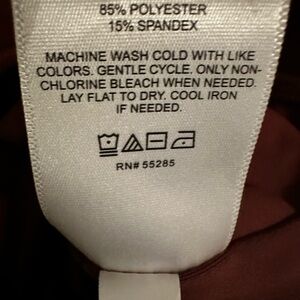 85% POLYESTER
15% SPANDEX
MACHINE WASH COLD WITH LIKE
COLORS. GENTLE CYCLE. ONLY NON-
CHLORINE BLEACH WHEN NEEDED.
LAY FLAT TO DRY. COOL IRON
IF NEEDED.
RN# 55285